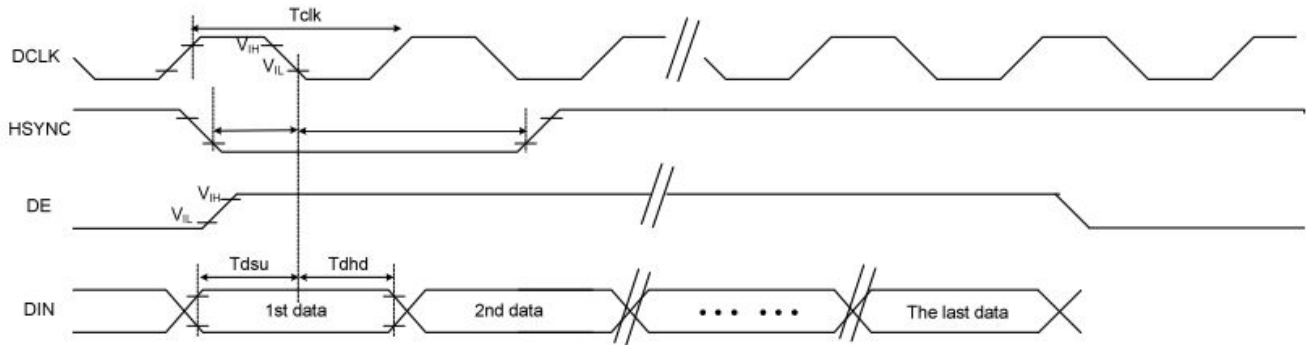 Tclk
DCLK
VIH
VIL
HSYNC
DE
VIH
VIL
Tdsu
Tdhd
DIN
1st data
2nd data
••• •••
The last data